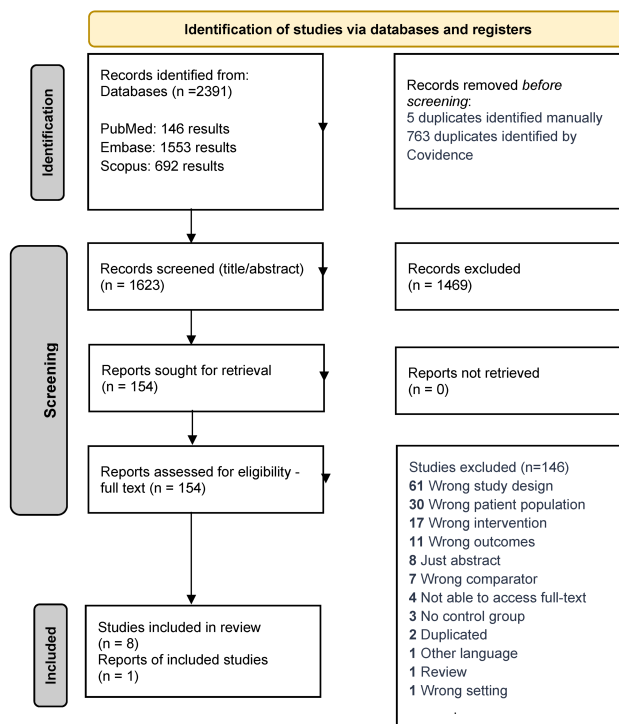 Identification of studies via databases and registers
Identification
Records identified from:
Databases (n =2391)
PubMed: 146 results
Embase: 1553 results
Scopus: 692 results
Records removed before
screening:
5 duplicates identified manually
763 duplicates identified by
Covidence
Screening
Records screened (title/abstract)
(n = 1623)
Records excluded
(n = 1469)
Reports sought for retrieval
(n = 154)
Reports not retrieved
(n = 0)
Reports assessed for eligibility -
full text (n = 154)
Studies excluded (n=146)
61 Wrong study design
30 Wrong patient population
17 Wrong intervention
11 Wrong outcomes
8 Just abstract
7 Wrong comparator
4 Not able to access full-text
3 No control group
2 Duplicated
1 Other language
1 Review
1 Wrong setting
.
Included
Studies included in review
(n = 8)
Reports of included studies
(n = 1)